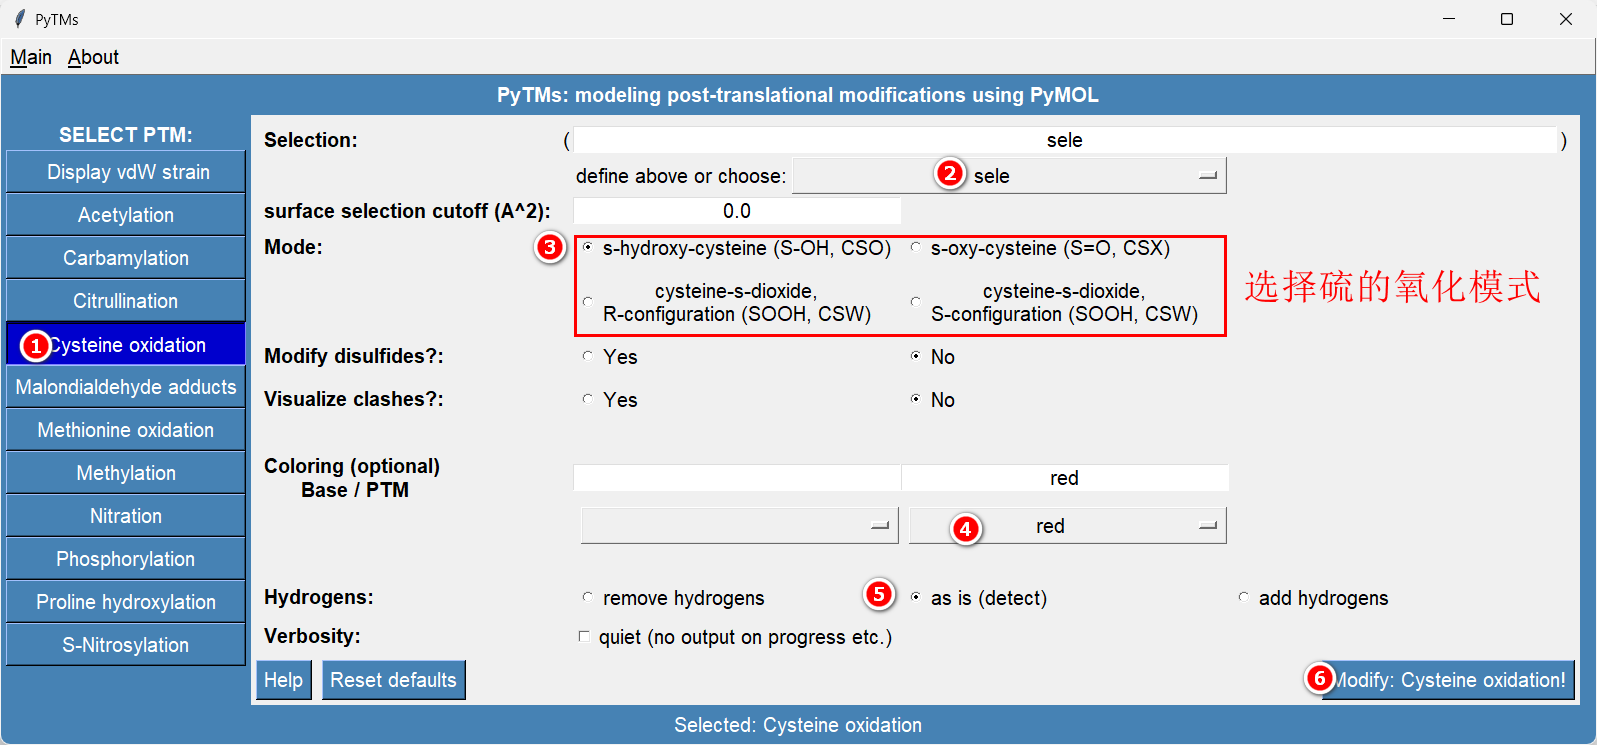 PyTMs
Main About
PyTMs: modeling post-translational modifications using PyMOL
SELECT PTM:
Display vdW strain
Acetylation
Carbamylation
Citrullination
1 Cysteine oxidation
Malondialdehyde adducts
Methionine oxidation
Methylation
Nitration
Phosphorylation
Proline hydroxylation
S-Nitrosylation
Selection: ( sele )
define above or choose: 2 sele
surface selection cutoff (A^2): 0.0
Mode: 3 s-hydroxy-cysteine (S-OH, CSO) s-oxy-cysteine (S=O, CSX)
cysteine-s-dioxide, cysteine-s-dioxide,
R-configuration (SOOH, CSW) S-configuration (SOOH, CSW)
选择硫的氧化模式
Modify disulfides?: Yes No
Visualize clashes?: Yes No
Coloring (optional)
Base / PTM
red
4 red
Hydrogens: remove hydrogens 5 as is (detect) add hydrogens
Verbosity: quiet (no output on progress etc.)
Help Reset defaults 6 Modify: Cysteine oxidation!
Selected: Cysteine oxidation